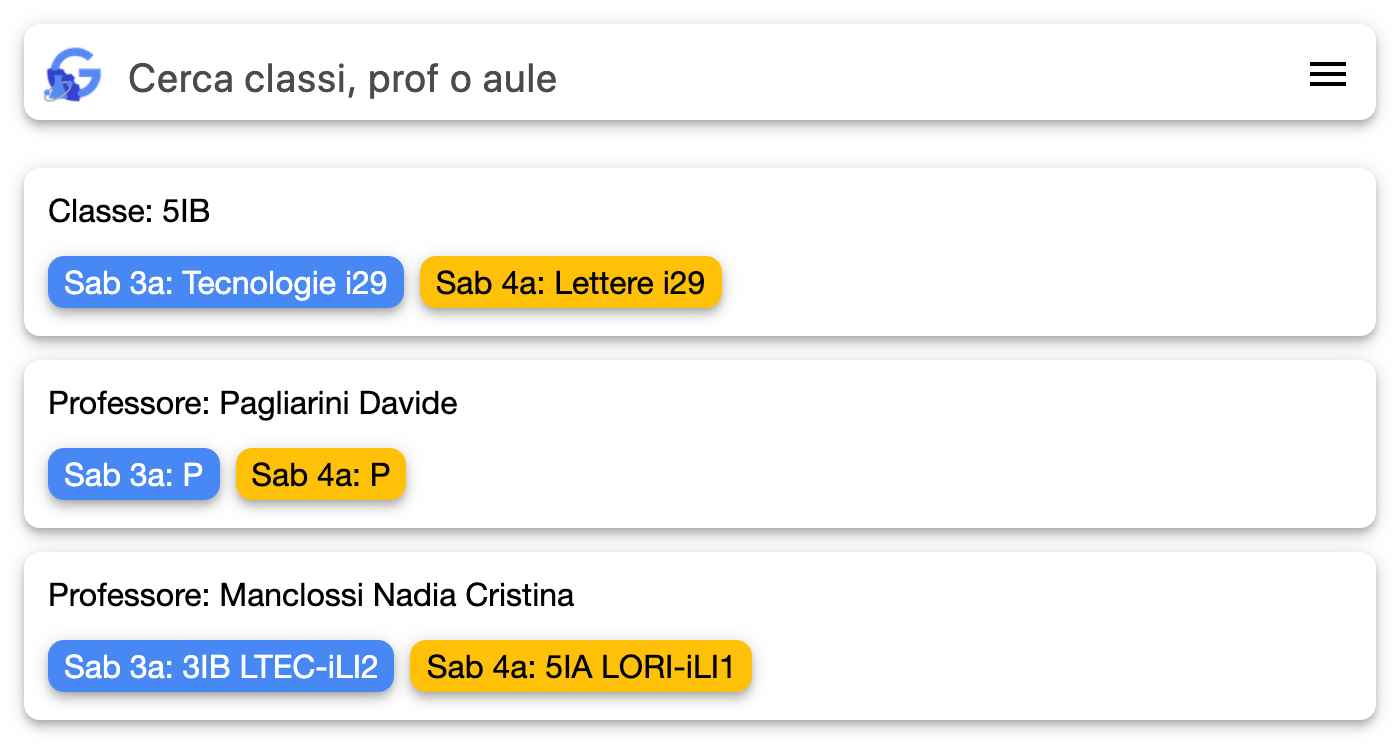 Cerca classi, prof o aule
Classe: 5IB
Sab 3a: Tecnologie i29 Sab 4a: Lettere i29
Professore: Pagliarini Davide
Sab 3a: P Sab 4a: P
Professore: Manclossi Nadia Cristina
Sab 3a: 3IB LTEC-iLI2 Sab 4a: 5IA LORI-iLI1